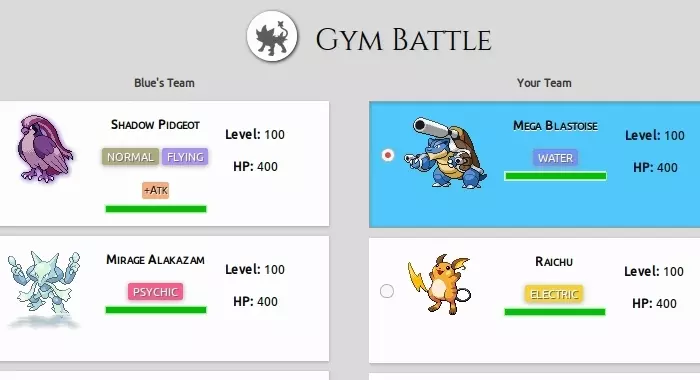 Gym Battle
Blue's Team
Shadow Pidgeot
NORMAL FLYING
+Atk
Level: 100
HP: 400
Mirage Alakazam
PSYCHIC
Level: 100
HP: 400
Your Team
Mega Blastoise
WATER
Level: 100
HP: 400
Raichu
ELECTRIC
Level: 100
HP: 400